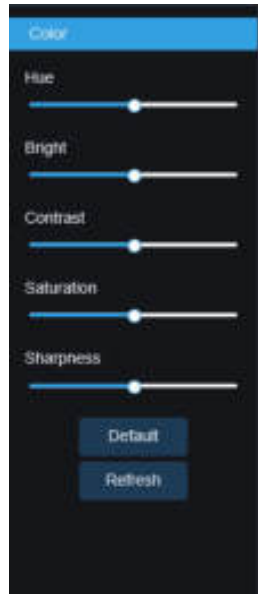 Color
Hue
Bright
Contrast
Saturation
Sharpness
Default
Refresh